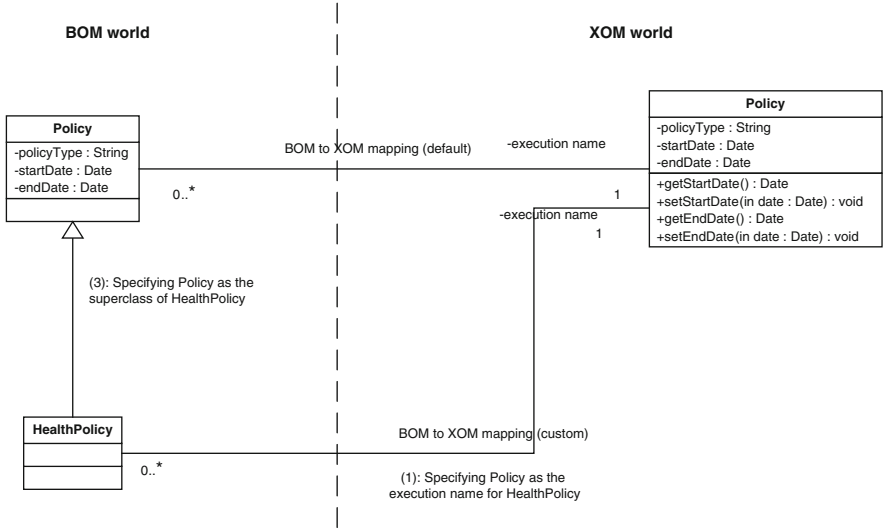 BOM world
XOM world
Policy
-policyType : String
-startDate : Date
-endDate : Date
BOM to XOM mapping (default)
-execution name
0..*
1
Policy
-policyType : String
-startDate : Date
-endDate : Date
+getStartDate() : Date
+setStartDate(in date : Date) : void
+getEndDate() : Date
+setEndDate(in date : Date) : void
-execution name
1
(3): Specifying Policy as the
superclass of HealthPolicy
HealthPolicy
0..*
BOM to XOM mapping (custom)
(1): Specifying Policy as the
execution name for HealthPolicy